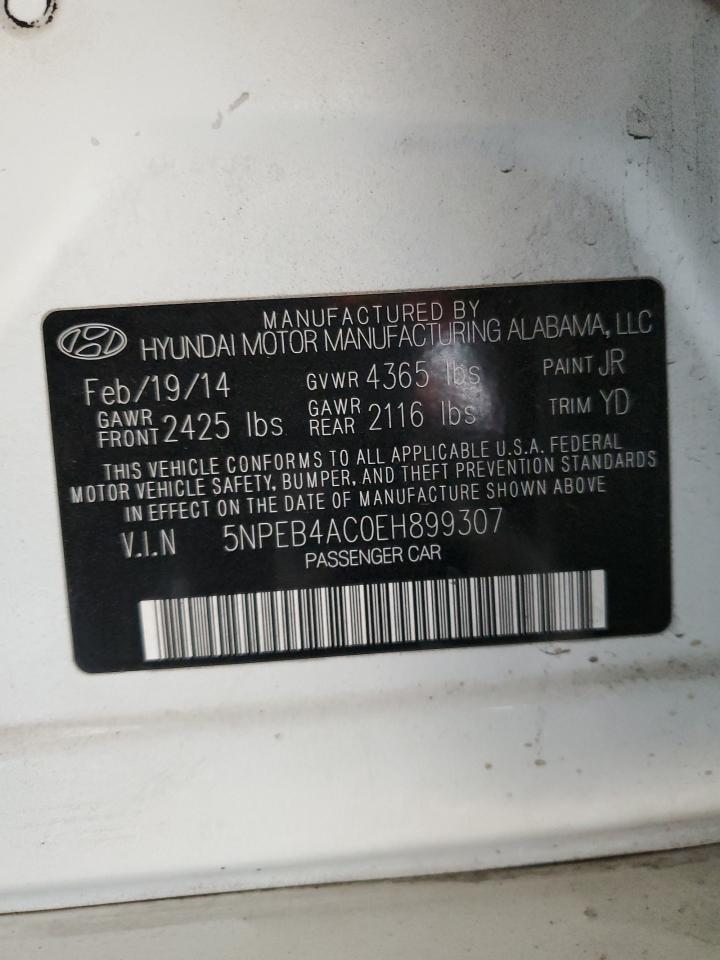 MANUFACTURED BY
HYUNDAI MOTOR MANUFACTURING ALABAMA, LLC
Feb/19/14 GVWR 4365 lbs PAINT JR
GAWR FRONT 2425 lbs GAWR REAR 2116 lbs TRIM YD
THIS VEHICLE CONFORMS TO ALL APPLICABLE U.S.A. FEDERAL
MOTOR VEHICLE SAFETY, BUMPER, AND THEFT PREVENTION STANDARDS
IN EFFECT ON THE DATE OF MANUFACTURE SHOWN ABOVE
V.I.N 5NPEB4AC0EH899307
PASSENGER CAR